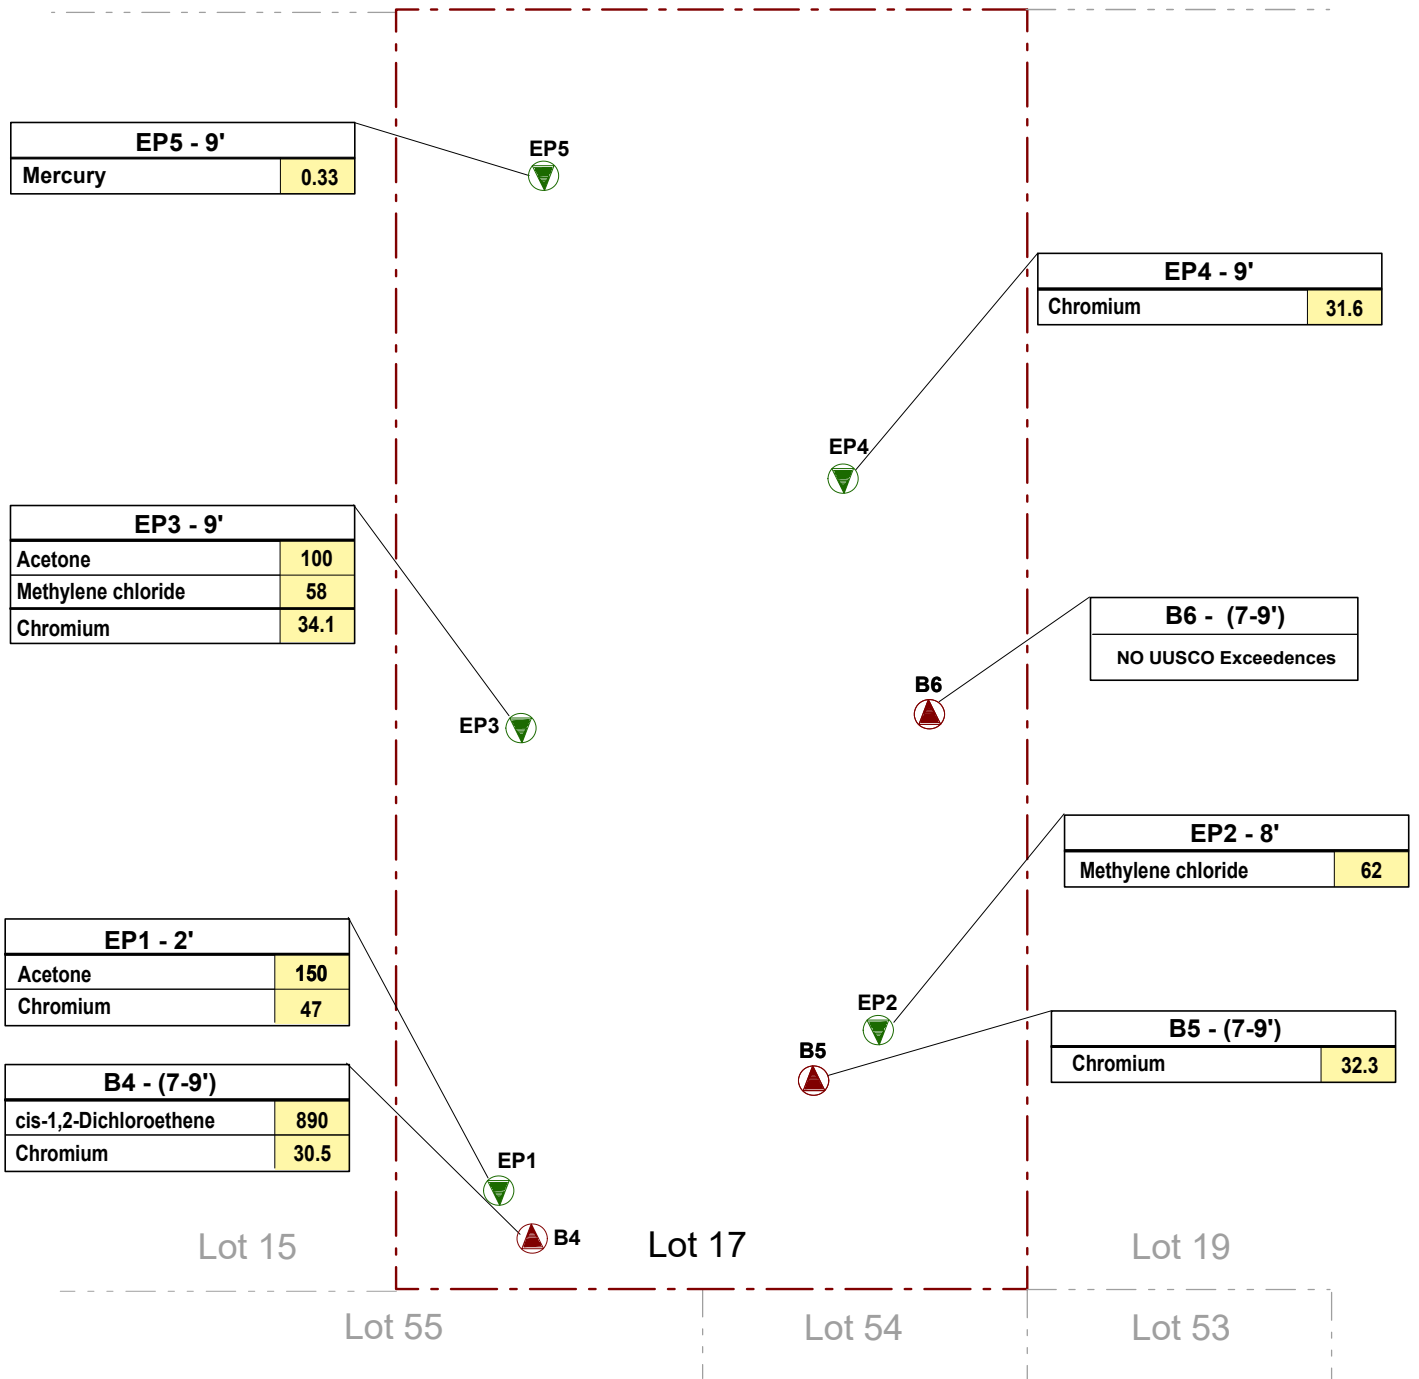 EP5 - 9'
Mercury 0.33
EP5
EP4 - 9'
Chromium 31.6
EP4
EP3 - 9'
Acetone 100
Methylene chloride 58
Chromium 34.1
EP3
B6 - (7-9')
NO UUSCO Exceedences
B6
EP2 - 8'
Methylene chloride 62
EP2
EP1 - 2'
Acetone 150
Chromium 47
B5 - (7-9')
Chromium 32.3
B5
B4 - (7-9')
cis-1,2-Dichloroethene 890
Chromium 30.5
EP1
B4
Lot 15
Lot 17
Lot 19
Lot 55
Lot 54
Lot 53